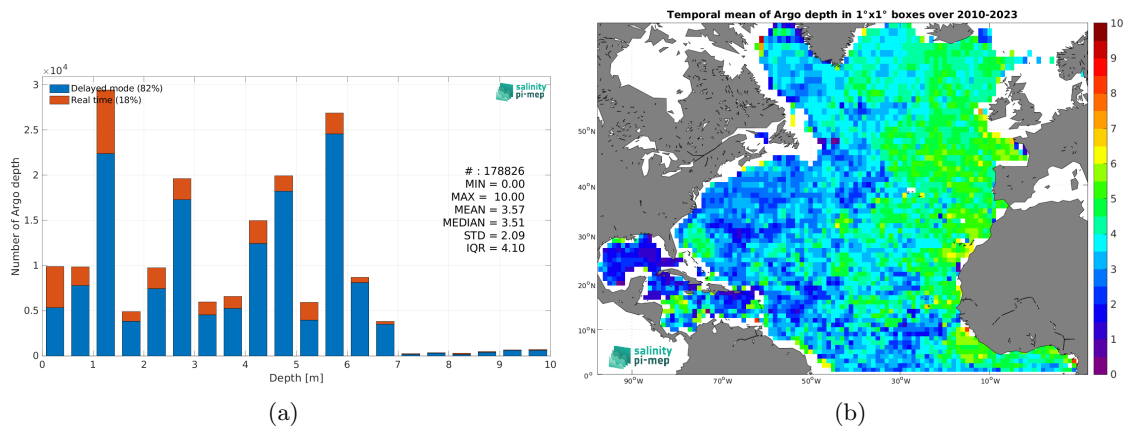 ×10⁴
Delayed mode (82%)
Real time (18%)
salinity
pi-mep
3
2.5
2
1.5
1
0.5
0
Number of Argo depth
# : 178826
MIN = 0.00
MAX = 10.00
MEAN = 3.57
MEDIAN = 3.51
STD = 2.09
IQR = 4.10
0 1 2 3 4 5 6 7 8 9 10
Depth [m]
(a)
Temporal mean of Argo depth in 1°x1° boxes over 2010-2023
50°N
40°N
30°N
20°N
10°N
0°
90°W 70°W 50°W 30°W 10°W
salinity
pi-mep
10
9
8
7
6
5
4
3
2
1
0
(b)